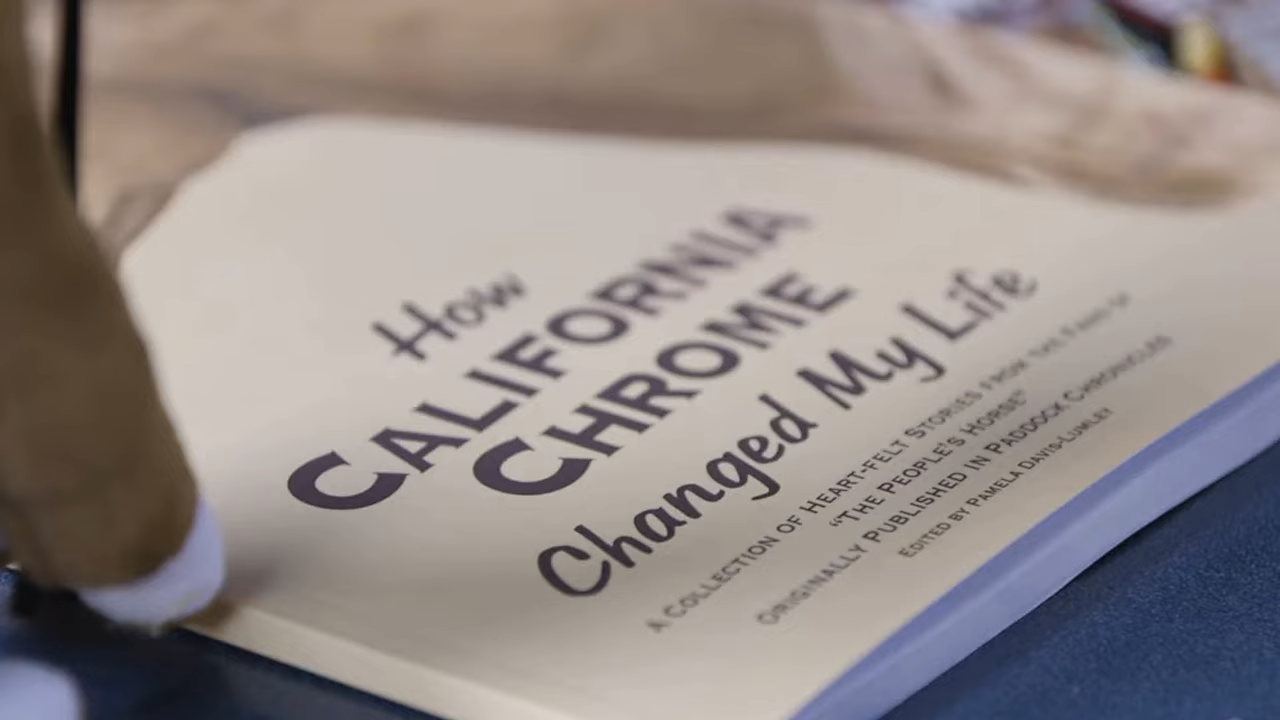 How
CALIFORNIA
CHROME
Changed My Life
A COLLECTION OF HEART-FELT STORIES FROM THE FANS OF
“THE PEOPLE'S HORSE”
ORIGINALLY PUBLISHED IN PADDOCK CHRONICLES
EDITED BY PAMELA DAVIS-LUMLEY